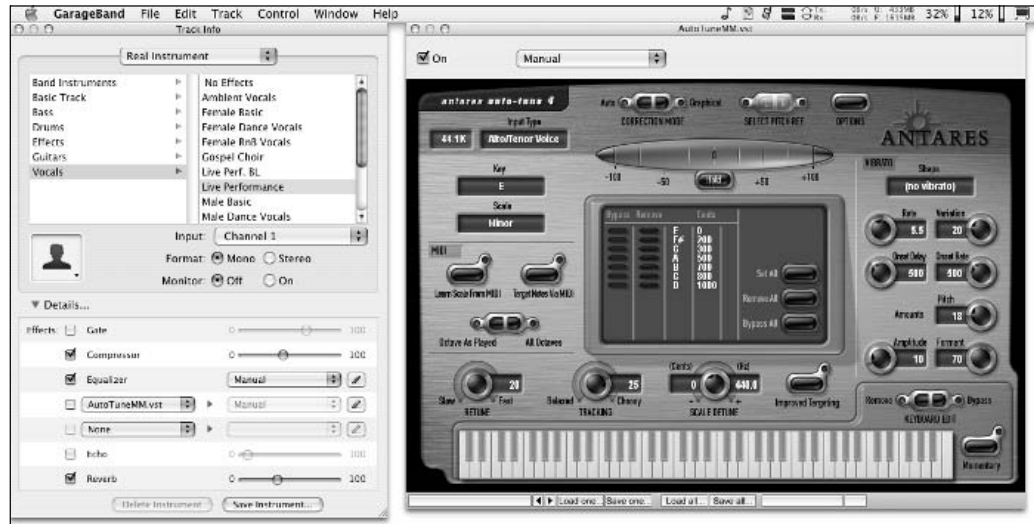 GarageBand File Edit Track Control Window Help
32% 12%
Track Info
Real Instrument
Band Instruments
Basic Track
Bass
Drums
Effects
Guitars
Vocals
No Effects
Ambient Vocals
Female Basic
Female Dance Vocals
Female RnB Vocals
Gospel Choir
Live Perf. BL
Live Performance
Male Basic
Male Dance Vocals
Input: Channel 1
Format: Mono Stereo
Monitor: Off On
Details...
Effects: Gate 0 100
Compressor 0 100
Equalizer Manual
AutoTuneMM.vst Manual
None
Echo 0 100
Reverb 0 100
Delete Instrument Save Instrument...
AutoTuneMM.vst
On Manual
antares auto-tune 4
Auto Graphical
CORRECTION MODE
SELECT PITCH REF.
OPTIONS
ANTARES
Input Type
44.1K Alto/Tenor Voice
Key
E
Scale
Minor
-100 -50 0 +50 +100
Bypass Remove Cents
E 0
F# 200
G 300
A 500
B 700
C 800
D 1000
Set All
Remove All
Bypass All
MIDI
Learn Scale From MIDI Target Notes Via MIDI
Octave As Played All Octaves
Slow 20 Fast
RETUNE
Relaxed 25 Choosy
TRACKING
(Cents) (Hz)
0 440.0
- +
SCALE DETUNE
Improved Targeting
VIBRATO
Shape
(no vibrato)
Rate Variation
5.5 20
Onset Delay Onset Rate
500 500
Pitch
Amounts 18
Amplitude Formant
10 70
Remove Bypass
KEYBOARD EDIT
Momentary
Load one... Save one... Load all... Save all...